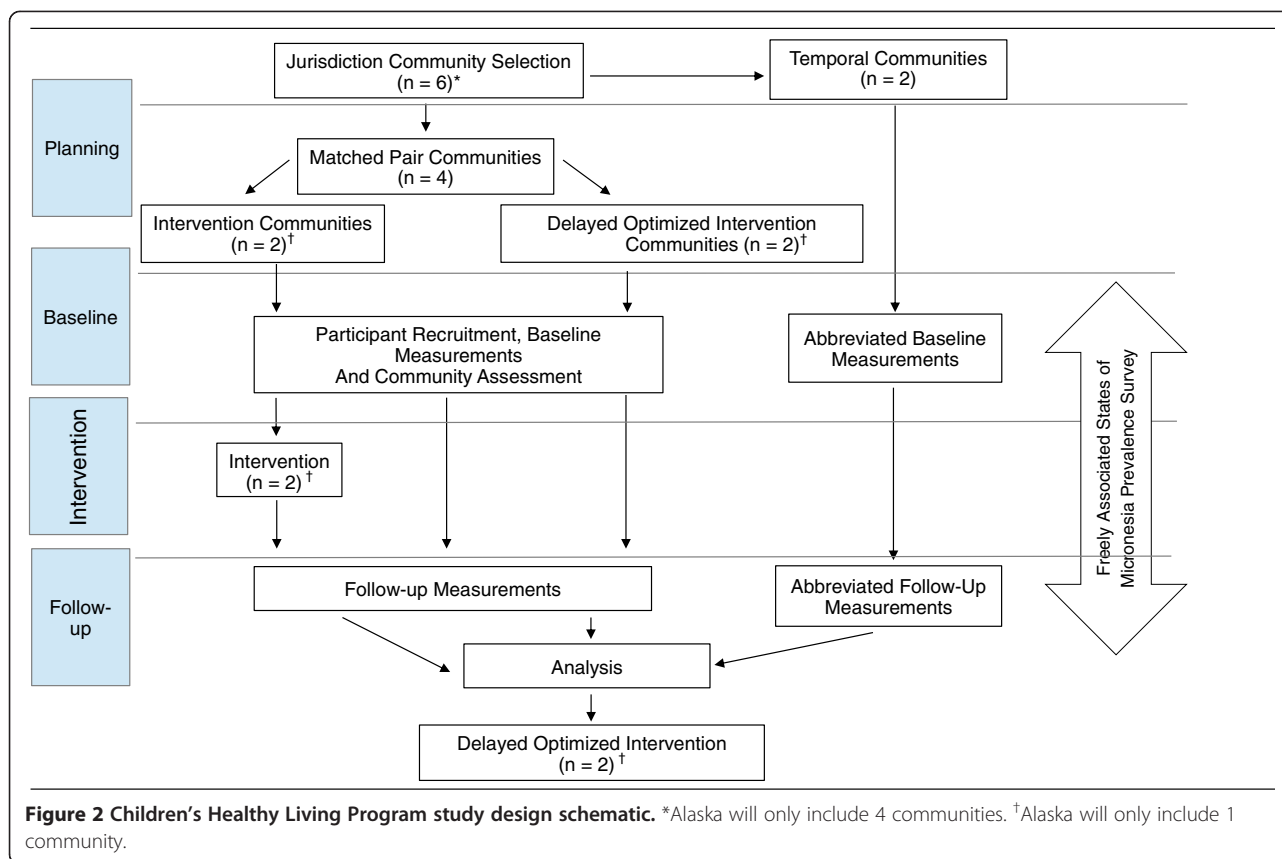 Jurisdiction Community Selection
(n = 6)*
Temporal Communities
(n = 2)
Planning
Matched Pair Communities
(n = 4)
Intervention Communities
(n = 2)†
Delayed Optimized Intervention
Communities (n = 2)†
Baseline
Participant Recruitment, Baseline
Measurements
And Community Assessment
Abbreviated Baseline
Measurements
Freely Associated States of
Micronesia Prevalence Survey
Intervention
Intervention
(n = 2)†
Follow-
up
Follow-up Measurements
Abbreviated Follow-Up
Measurements
Analysis
Delayed Optimized Intervention
(n = 2)†
Figure 2 Children's Healthy Living Program study design schematic. *Alaska will only include 4 communities. †Alaska will only include 1
community.